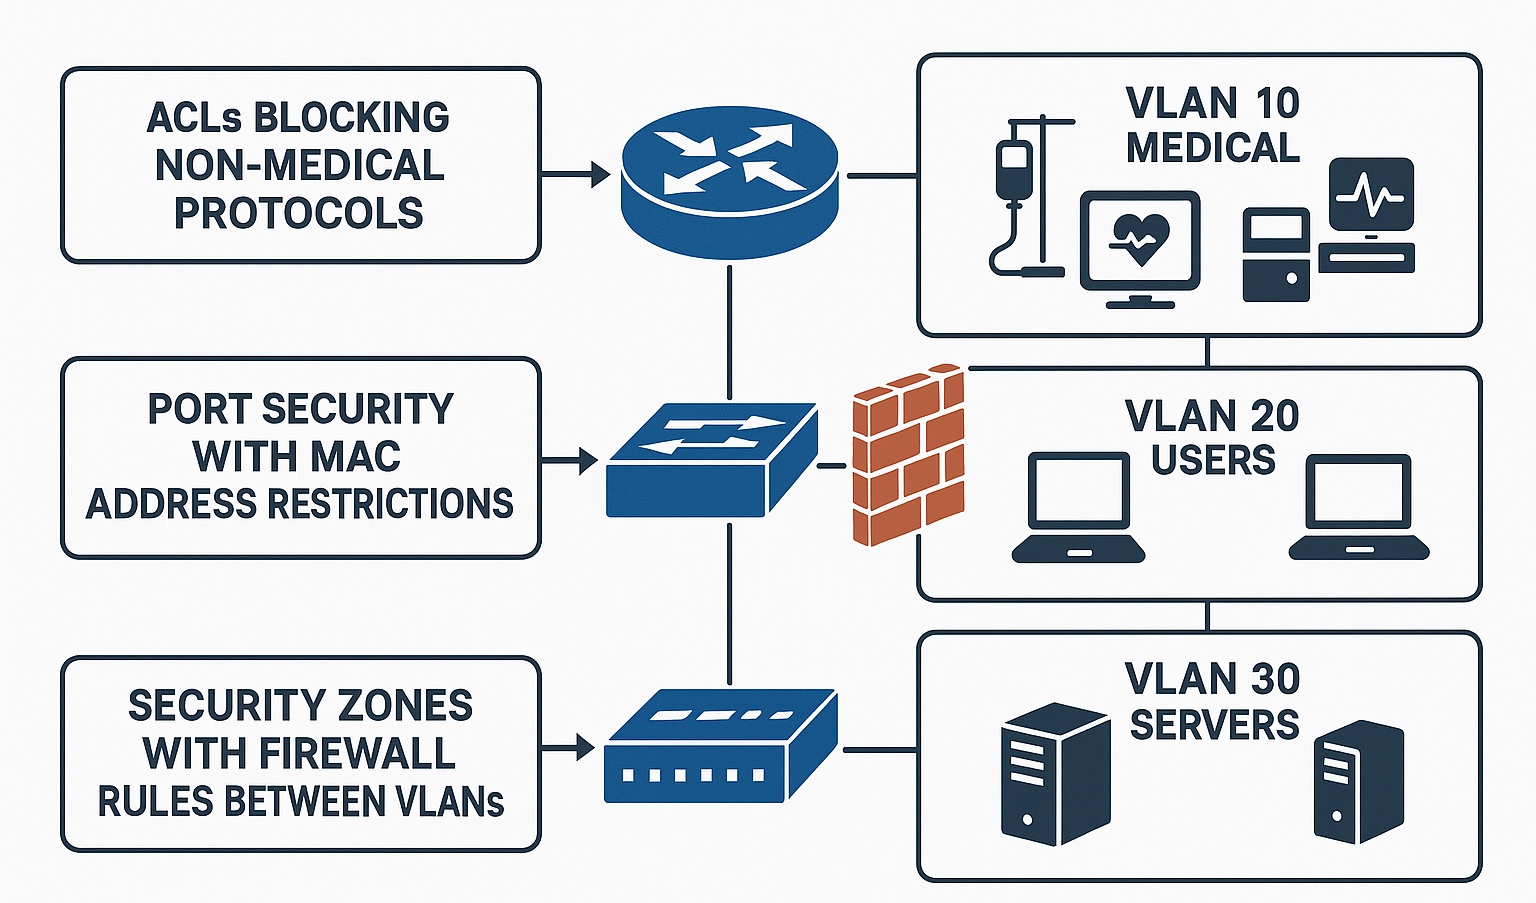 ACLs BLOCKING
NON-MEDICAL
PROTOCOLS
VLAN 10
MEDICAL
PORT SECURITY
WITH MAC
ADDRESS RESTRICTIONS
VLAN 20
USERS
SECURITY ZONES
WITH FIREWALL
RULES BETWEEN VLANs
VLAN 30
SERVERS